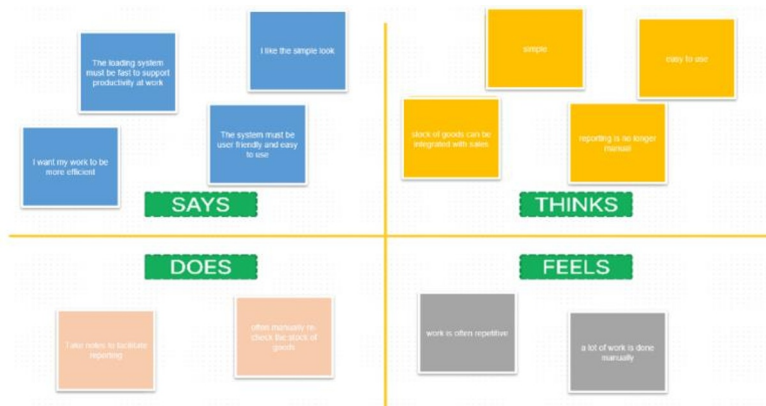 The loading system
must be fast to support
productivity at work
I like the simple look
I want my work to be
more efficient
The system must be
user friendly and easy
to use
SAYS
simple
easy to use
stock of goods can be
integrated with sales
reporting is no longer
manual
THINKS
DOES
Take notes to facilitate
reporting
often manually re-
check the stock of
goods
FEELS
work is often repetitive
a lot of work is done
manually